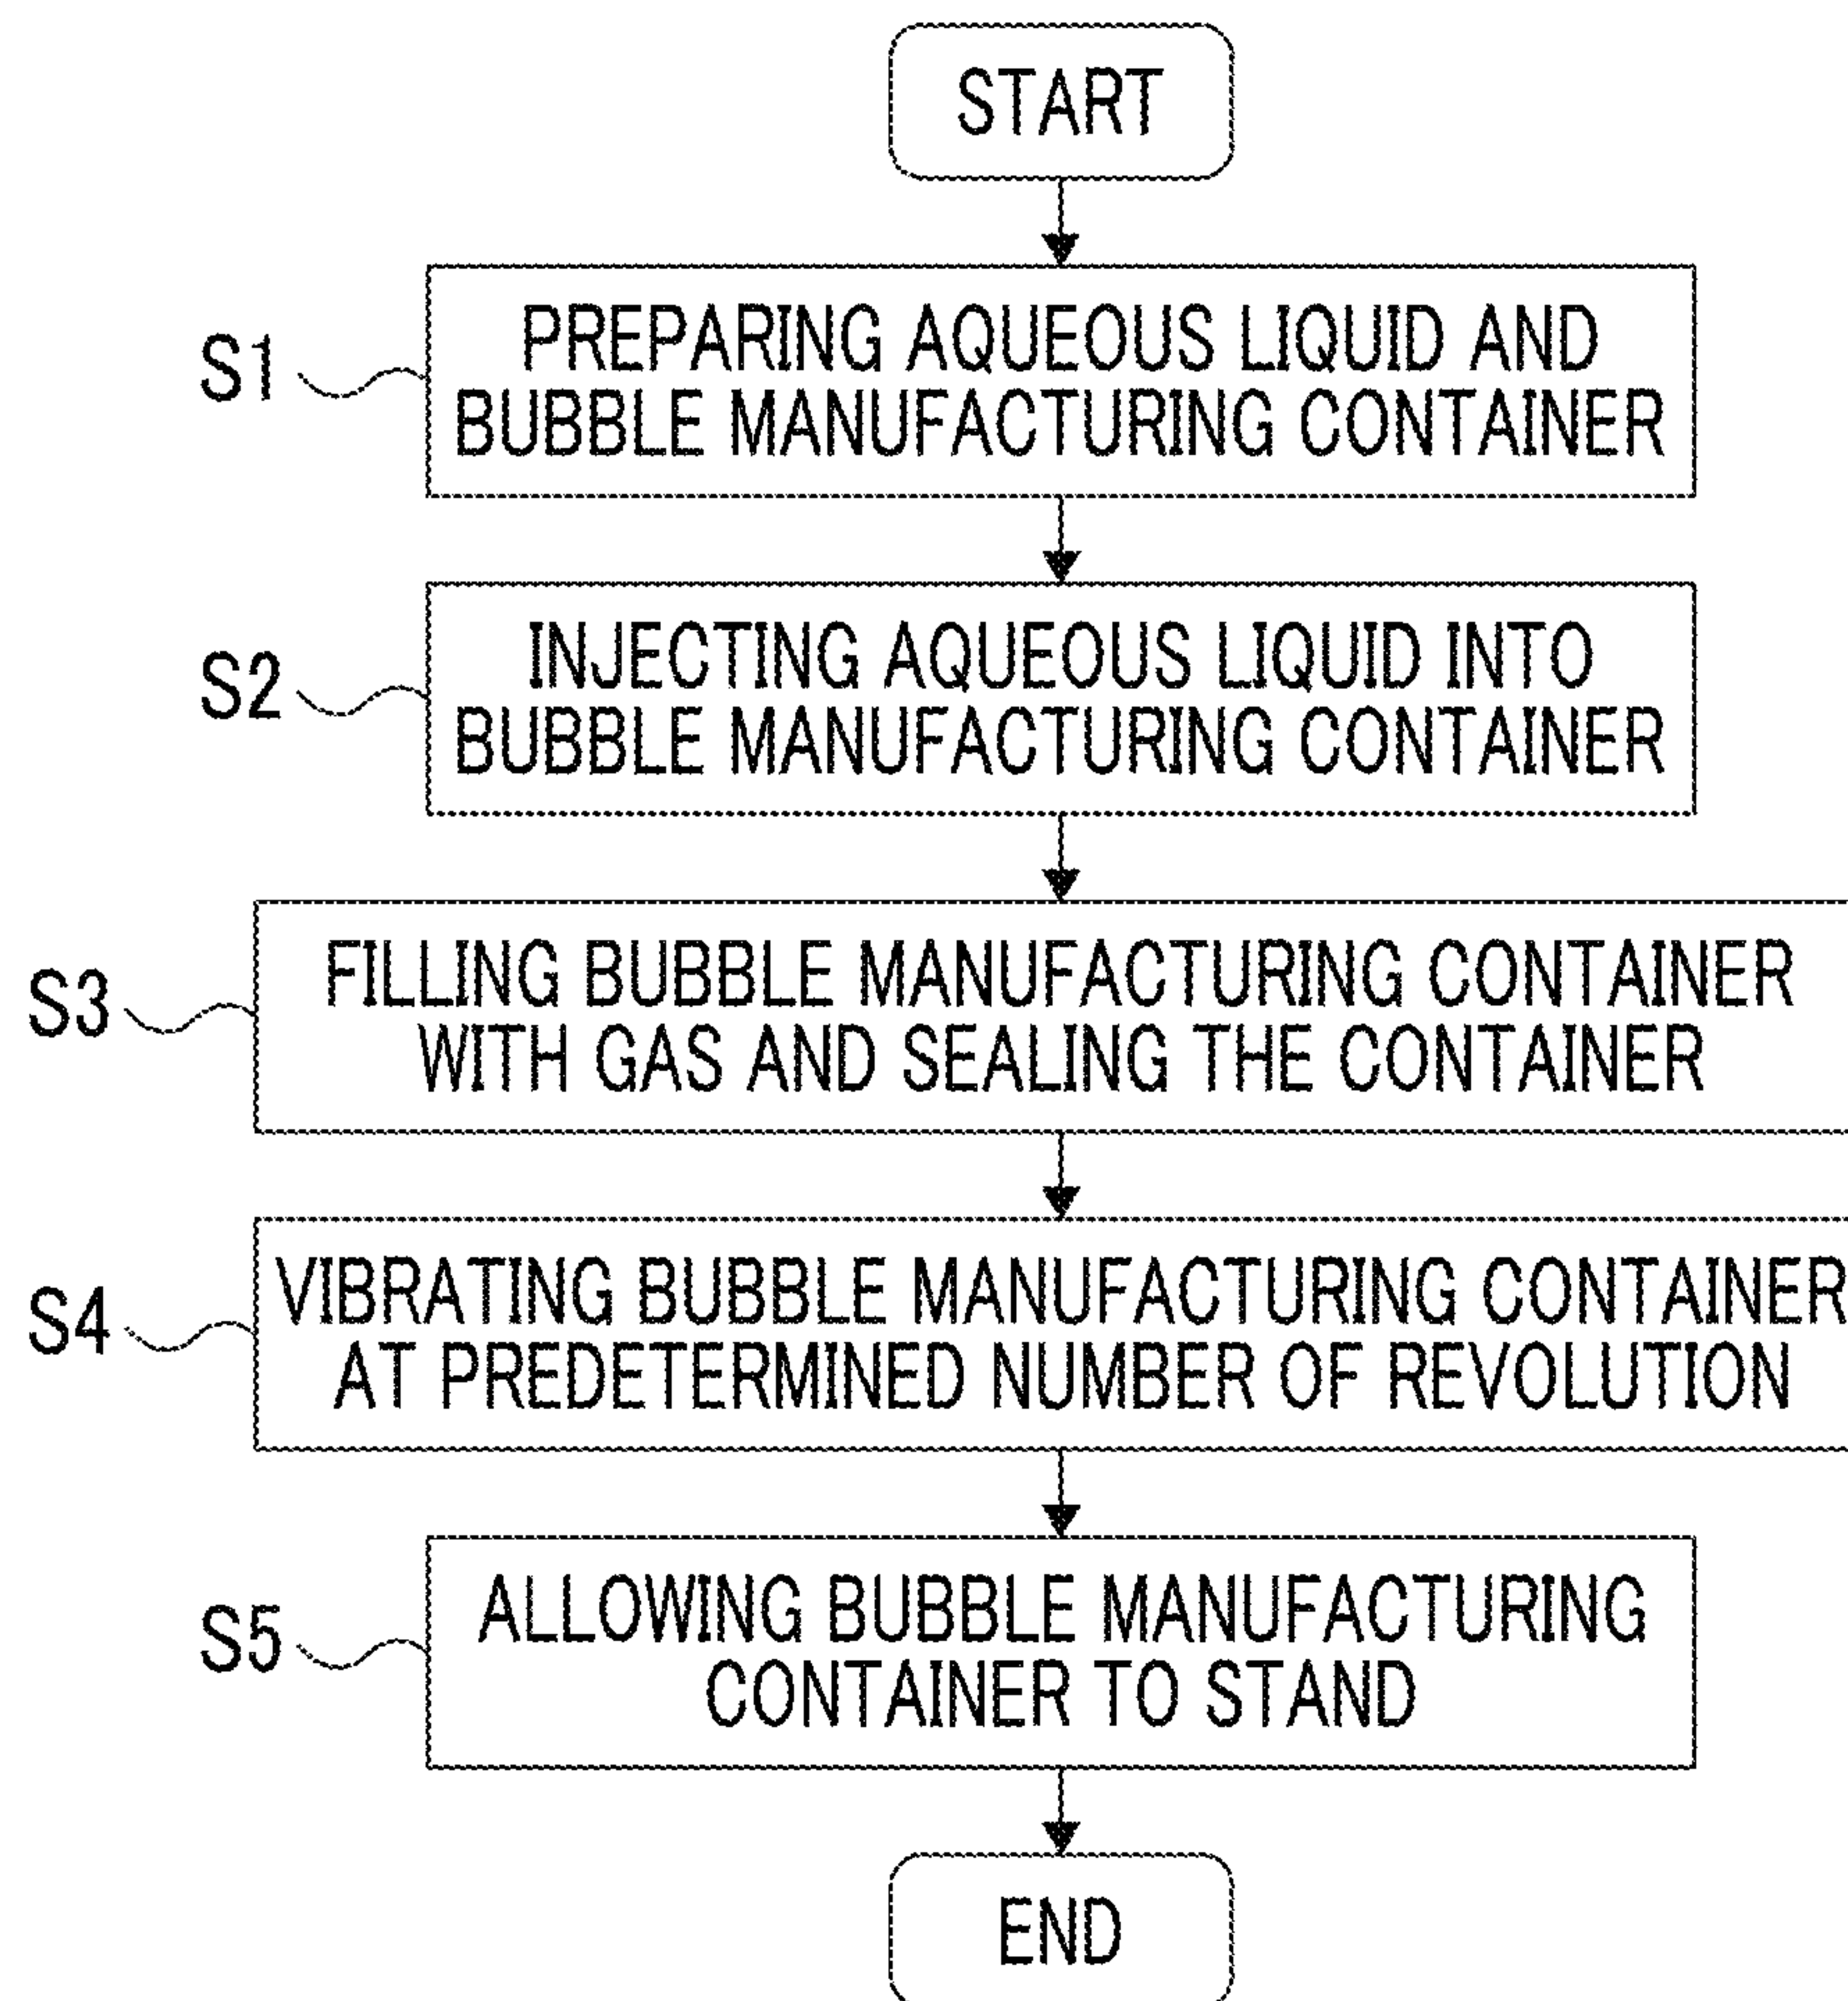 START
S1
PREPARING AQUEOUS LIQUID AND
BUBBLE MANUFACTURING CONTAINER
S2
INJECTING AQUEOUS LIQUID INTO
BUBBLE MANUFACTURING CONTAINER
S3
FILLING BUBBLE MANUFACTURING CONTAINER
WITH GAS AND SEALING THE CONTAINER
S4
VIBRATING BUBBLE MANUFACTURING CONTAINER
AT PREDETERMINED NUMBER OF REVOLUTION
S5
ALLOWING BUBBLE MANUFACTURING
CONTAINER TO STAND
END